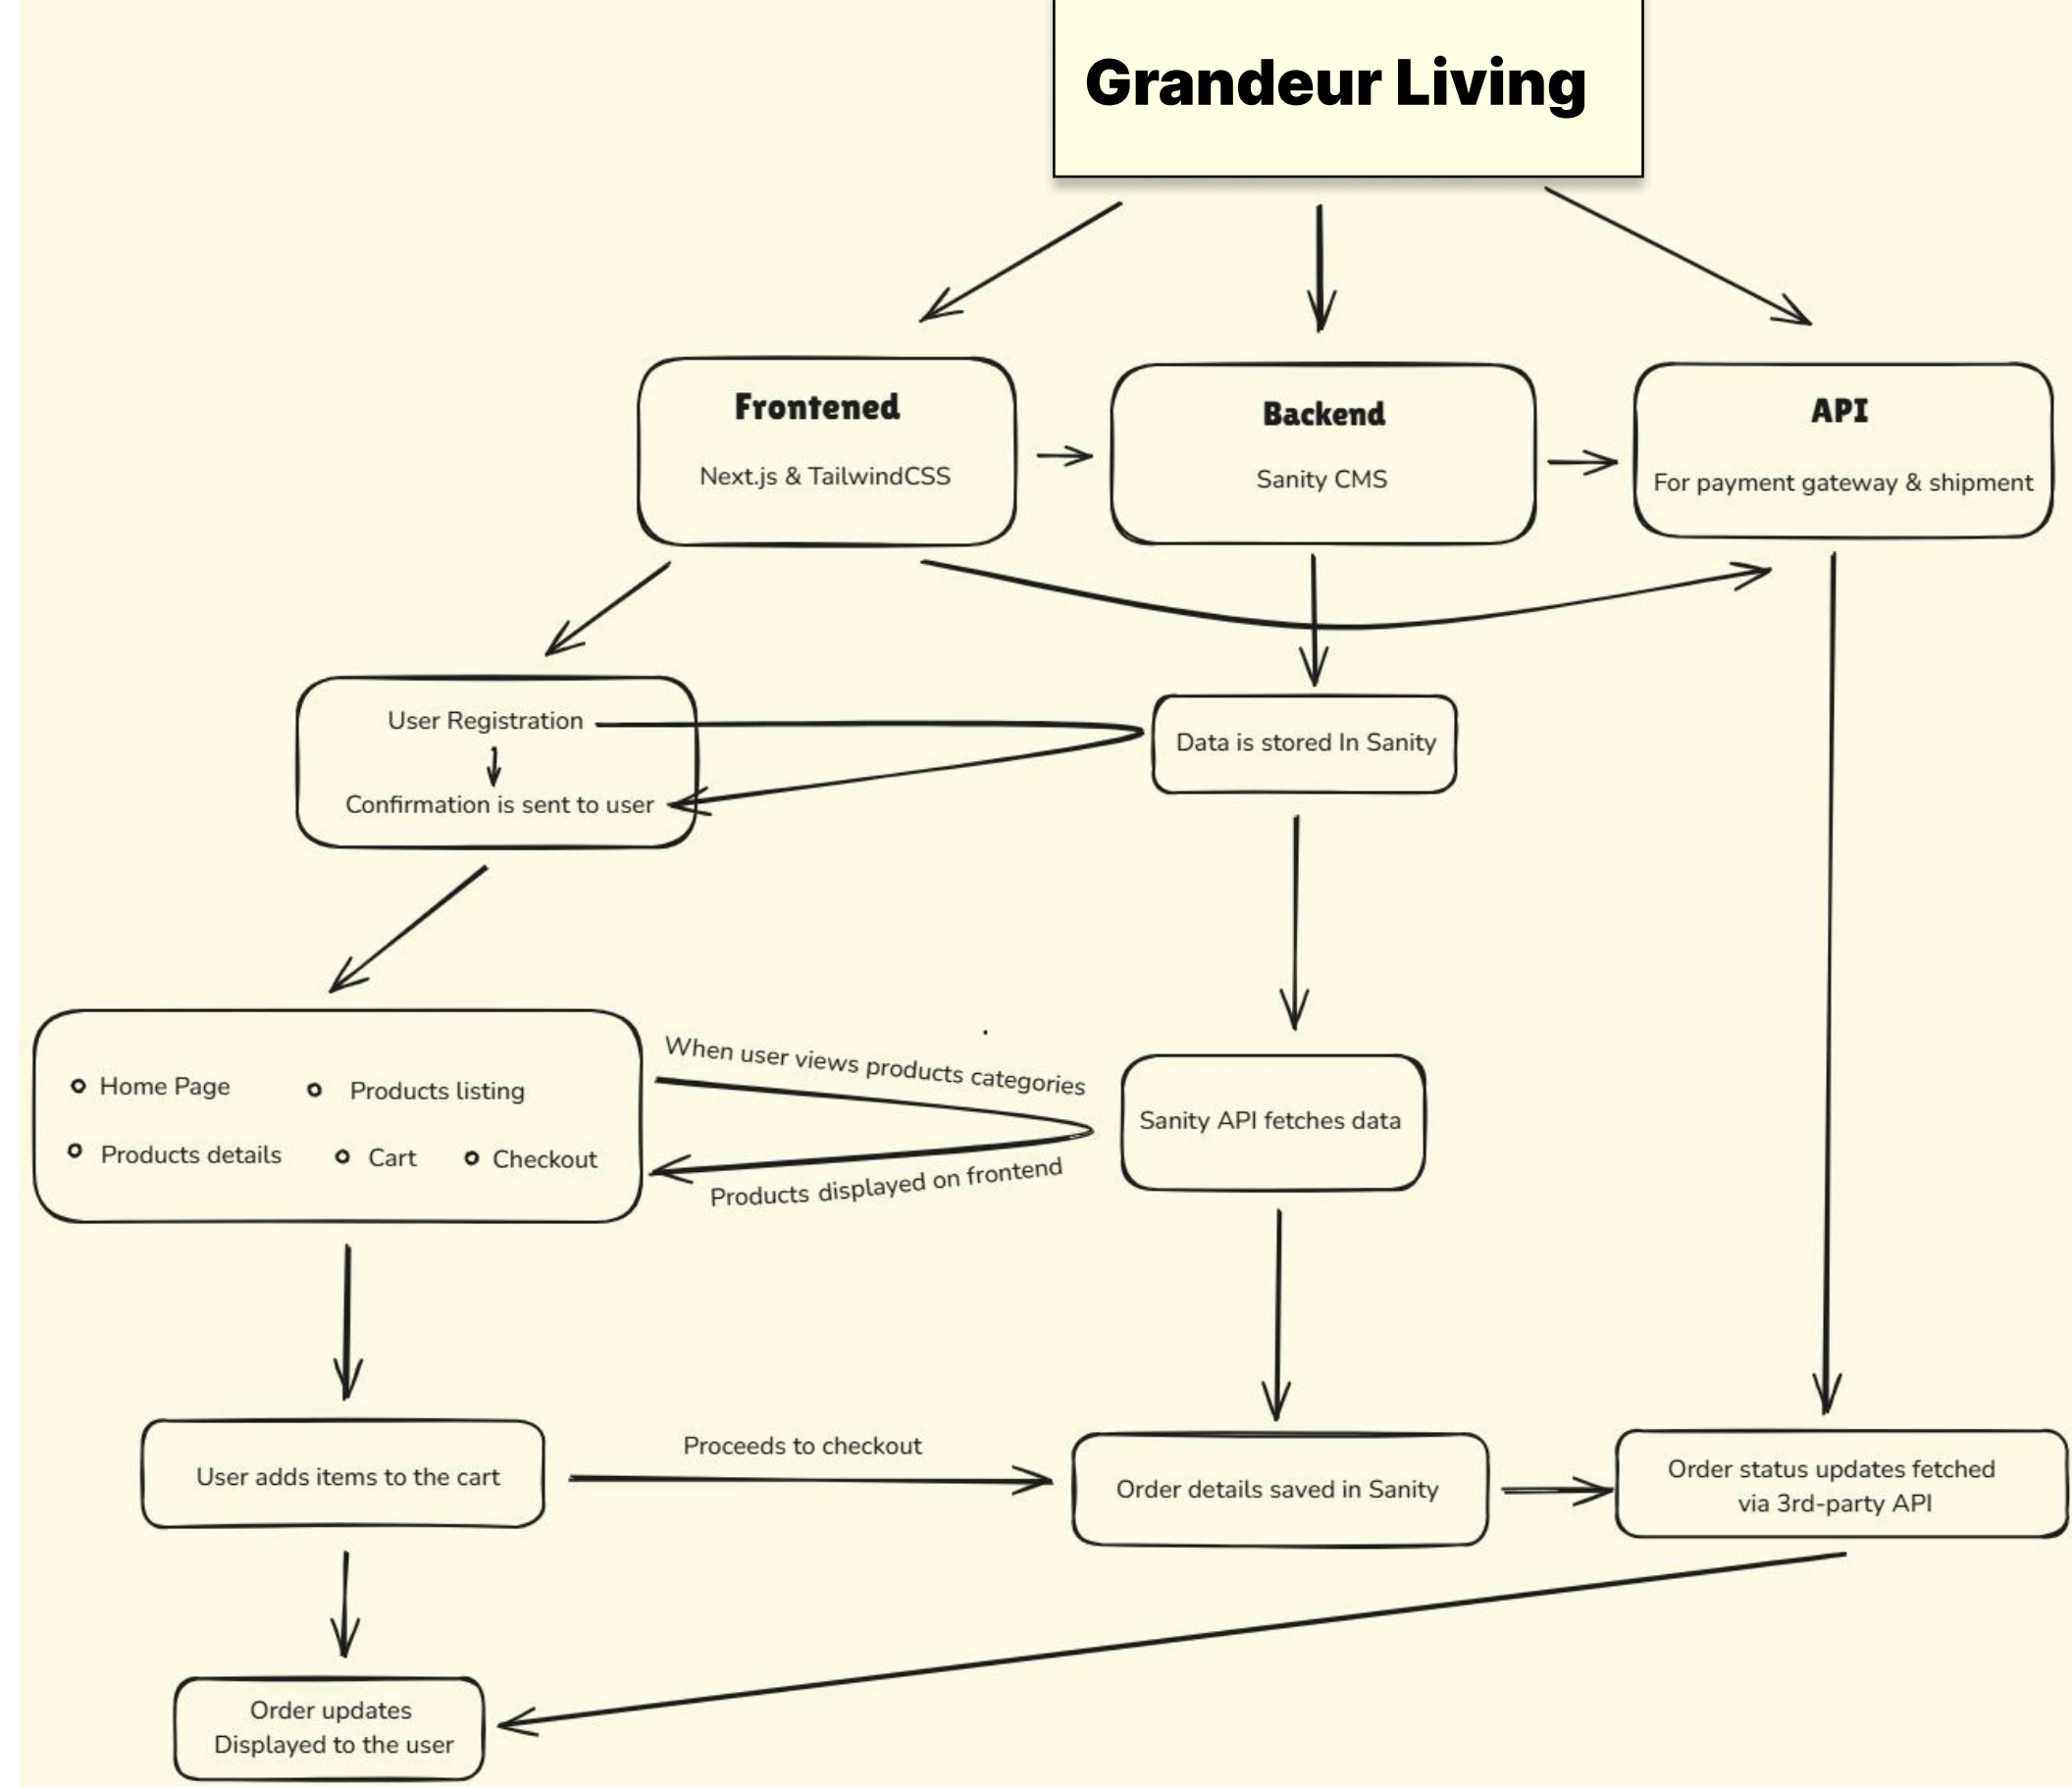 Grandeur Living
Frontened
Next.js & TailwindCSS
Backend
Sanity CMS
API
For payment gateway & shipment
User Registration
Confirmation is sent to user
Data is stored In Sanity
Home Page
Products listing
Products details
Cart
Checkout
When user views products categories
Products displayed on frontend
Sanity API fetches data
User adds items to the cart
Proceeds to checkout
Order details saved in Sanity
Order status updates fetched
via 3rd-party API
Order updates
Displayed to the user